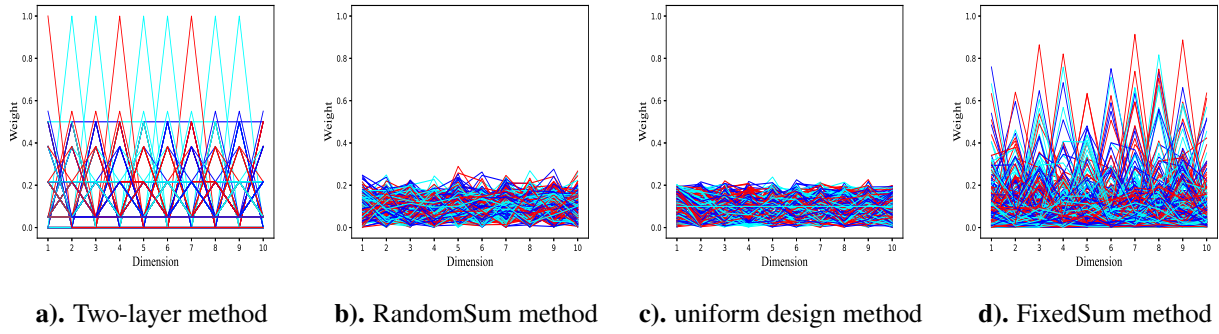 1.0
0.8
0.6
0.4
0.2
0.0
Weight
1 2 3 4 5 6 7 8 9 10
Dimension
a). Two-layer method
1.0
0.8
0.6
0.4
0.2
0.0
Weight
1 2 3 4 5 6 7 8 9 10
Dimension
b). RandomSum method
1.0
0.8
0.6
0.4
0.2
0.0
Weight
1 2 3 4 5 6 7 8 9 10
Dimension
c). uniform design method
1.0
0.8
0.6
0.4
0.2
0.0
Weight
1 2 3 4 5 6 7 8 9 10
Dimension
d). FixedSum method